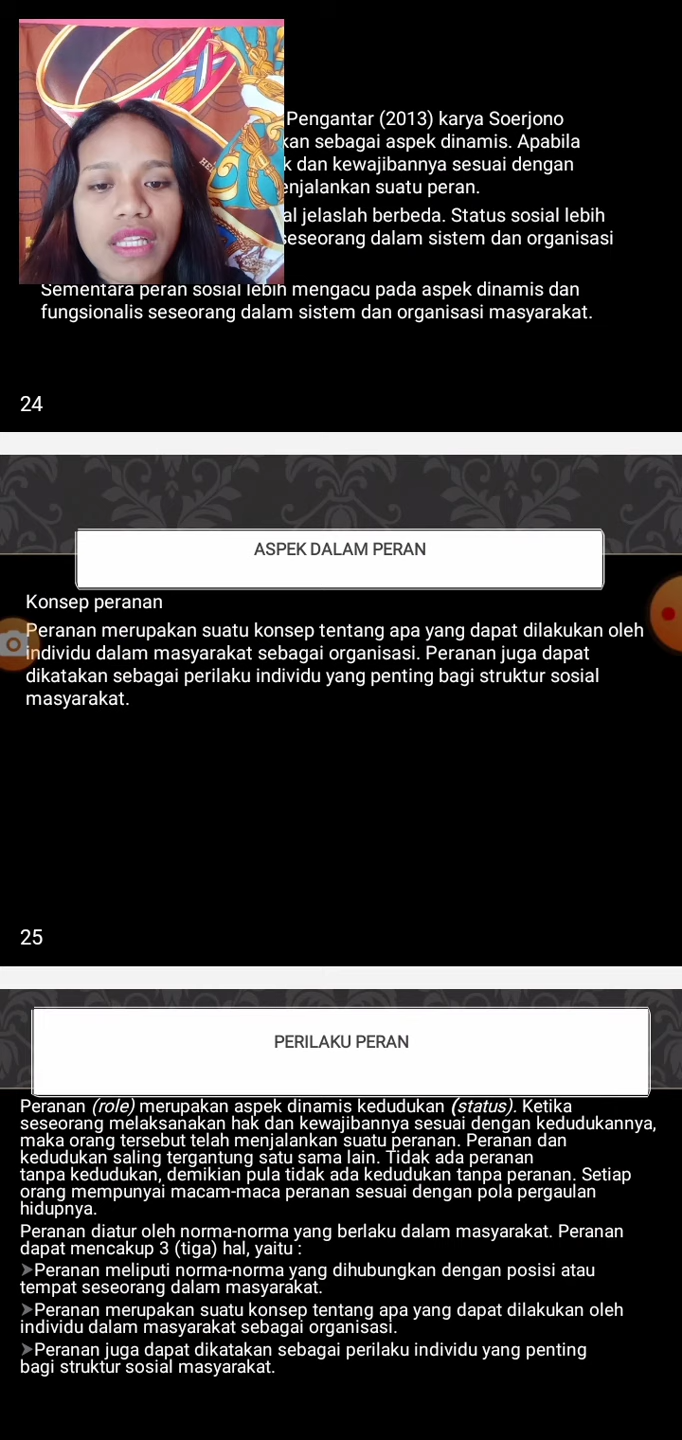 Pengantar (2013) karya Soerjono
kan sebagai aspek dinamis. Apabila
k dan kewajibannya sesuai dengan
enjalankan suatu peran.
al jelaslah berbeda. Status sosial lebih
seseorang dalam sistem dan organisasi
Sementara peran sosial lebih mengacu pada aspek dinamis dan
fungsionalis seseorang dalam sistem dan organisasi masyarakat.
24
ASPEK DALAM PERAN
Konsep peranan
Peranan merupakan suatu konsep tentang apa yang dapat dilakukan oleh
individu dalam masyarakat sebagai organisasi. Peranan juga dapat
dikatakan sebagai perilaku individu yang penting bagi struktur sosial
masyarakat.
25
PERILAKU PERAN
Peranan (role) merupakan aspek dinamis kedudukan (status). Ketika
seseorang melaksanakan hak dan kewajibannya sesuai dengan kedudukannya,
maka orang tersebut telah menjalankan suatu peranan. Peranan dan
kedudukan saling tergantung satu sama lain. Tidak ada peranan
tanpa kedudukan, demikian pula tidak ada kedudukan tanpa peranan. Setiap
orang mempunyai macam-maca peranan sesuai dengan pola pergaulan
hidupnya.
Peranan diatur oleh norma-norma yang berlaku dalam masyarakat. Peranan
dapat mencakup 3 (tiga) hal, yaitu :
➤Peranan meliputi norma-norma yang dihubungkan dengan posisi atau
tempat seseorang dalam masyarakat.
➤Peranan merupakan suatu konsep tentang apa yang dapat dilakukan oleh
individu dalam masyarakat sebagai organisasi.
➤Peranan juga dapat dikatakan sebagai perilaku individu yang penting
bagi struktur sosial masyarakat.